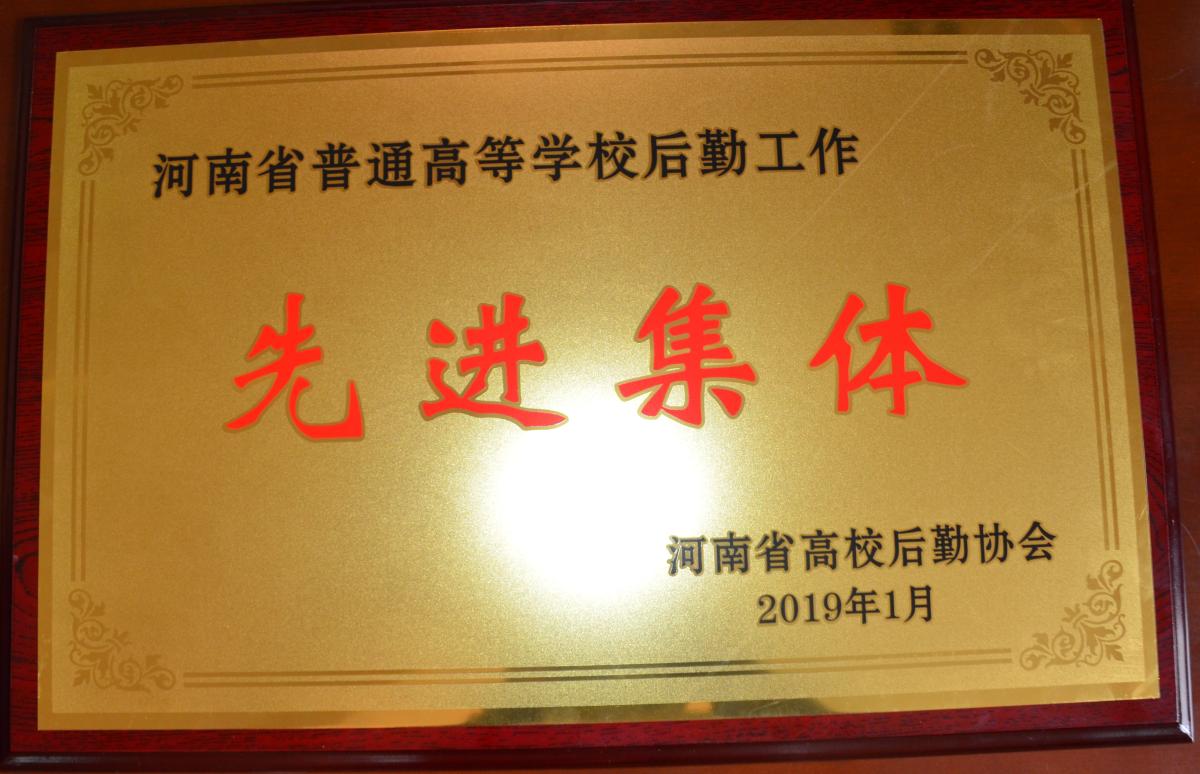 河南省普通高等学校后勤工作
先进集体
河南省高校后勤协会
2019年1月